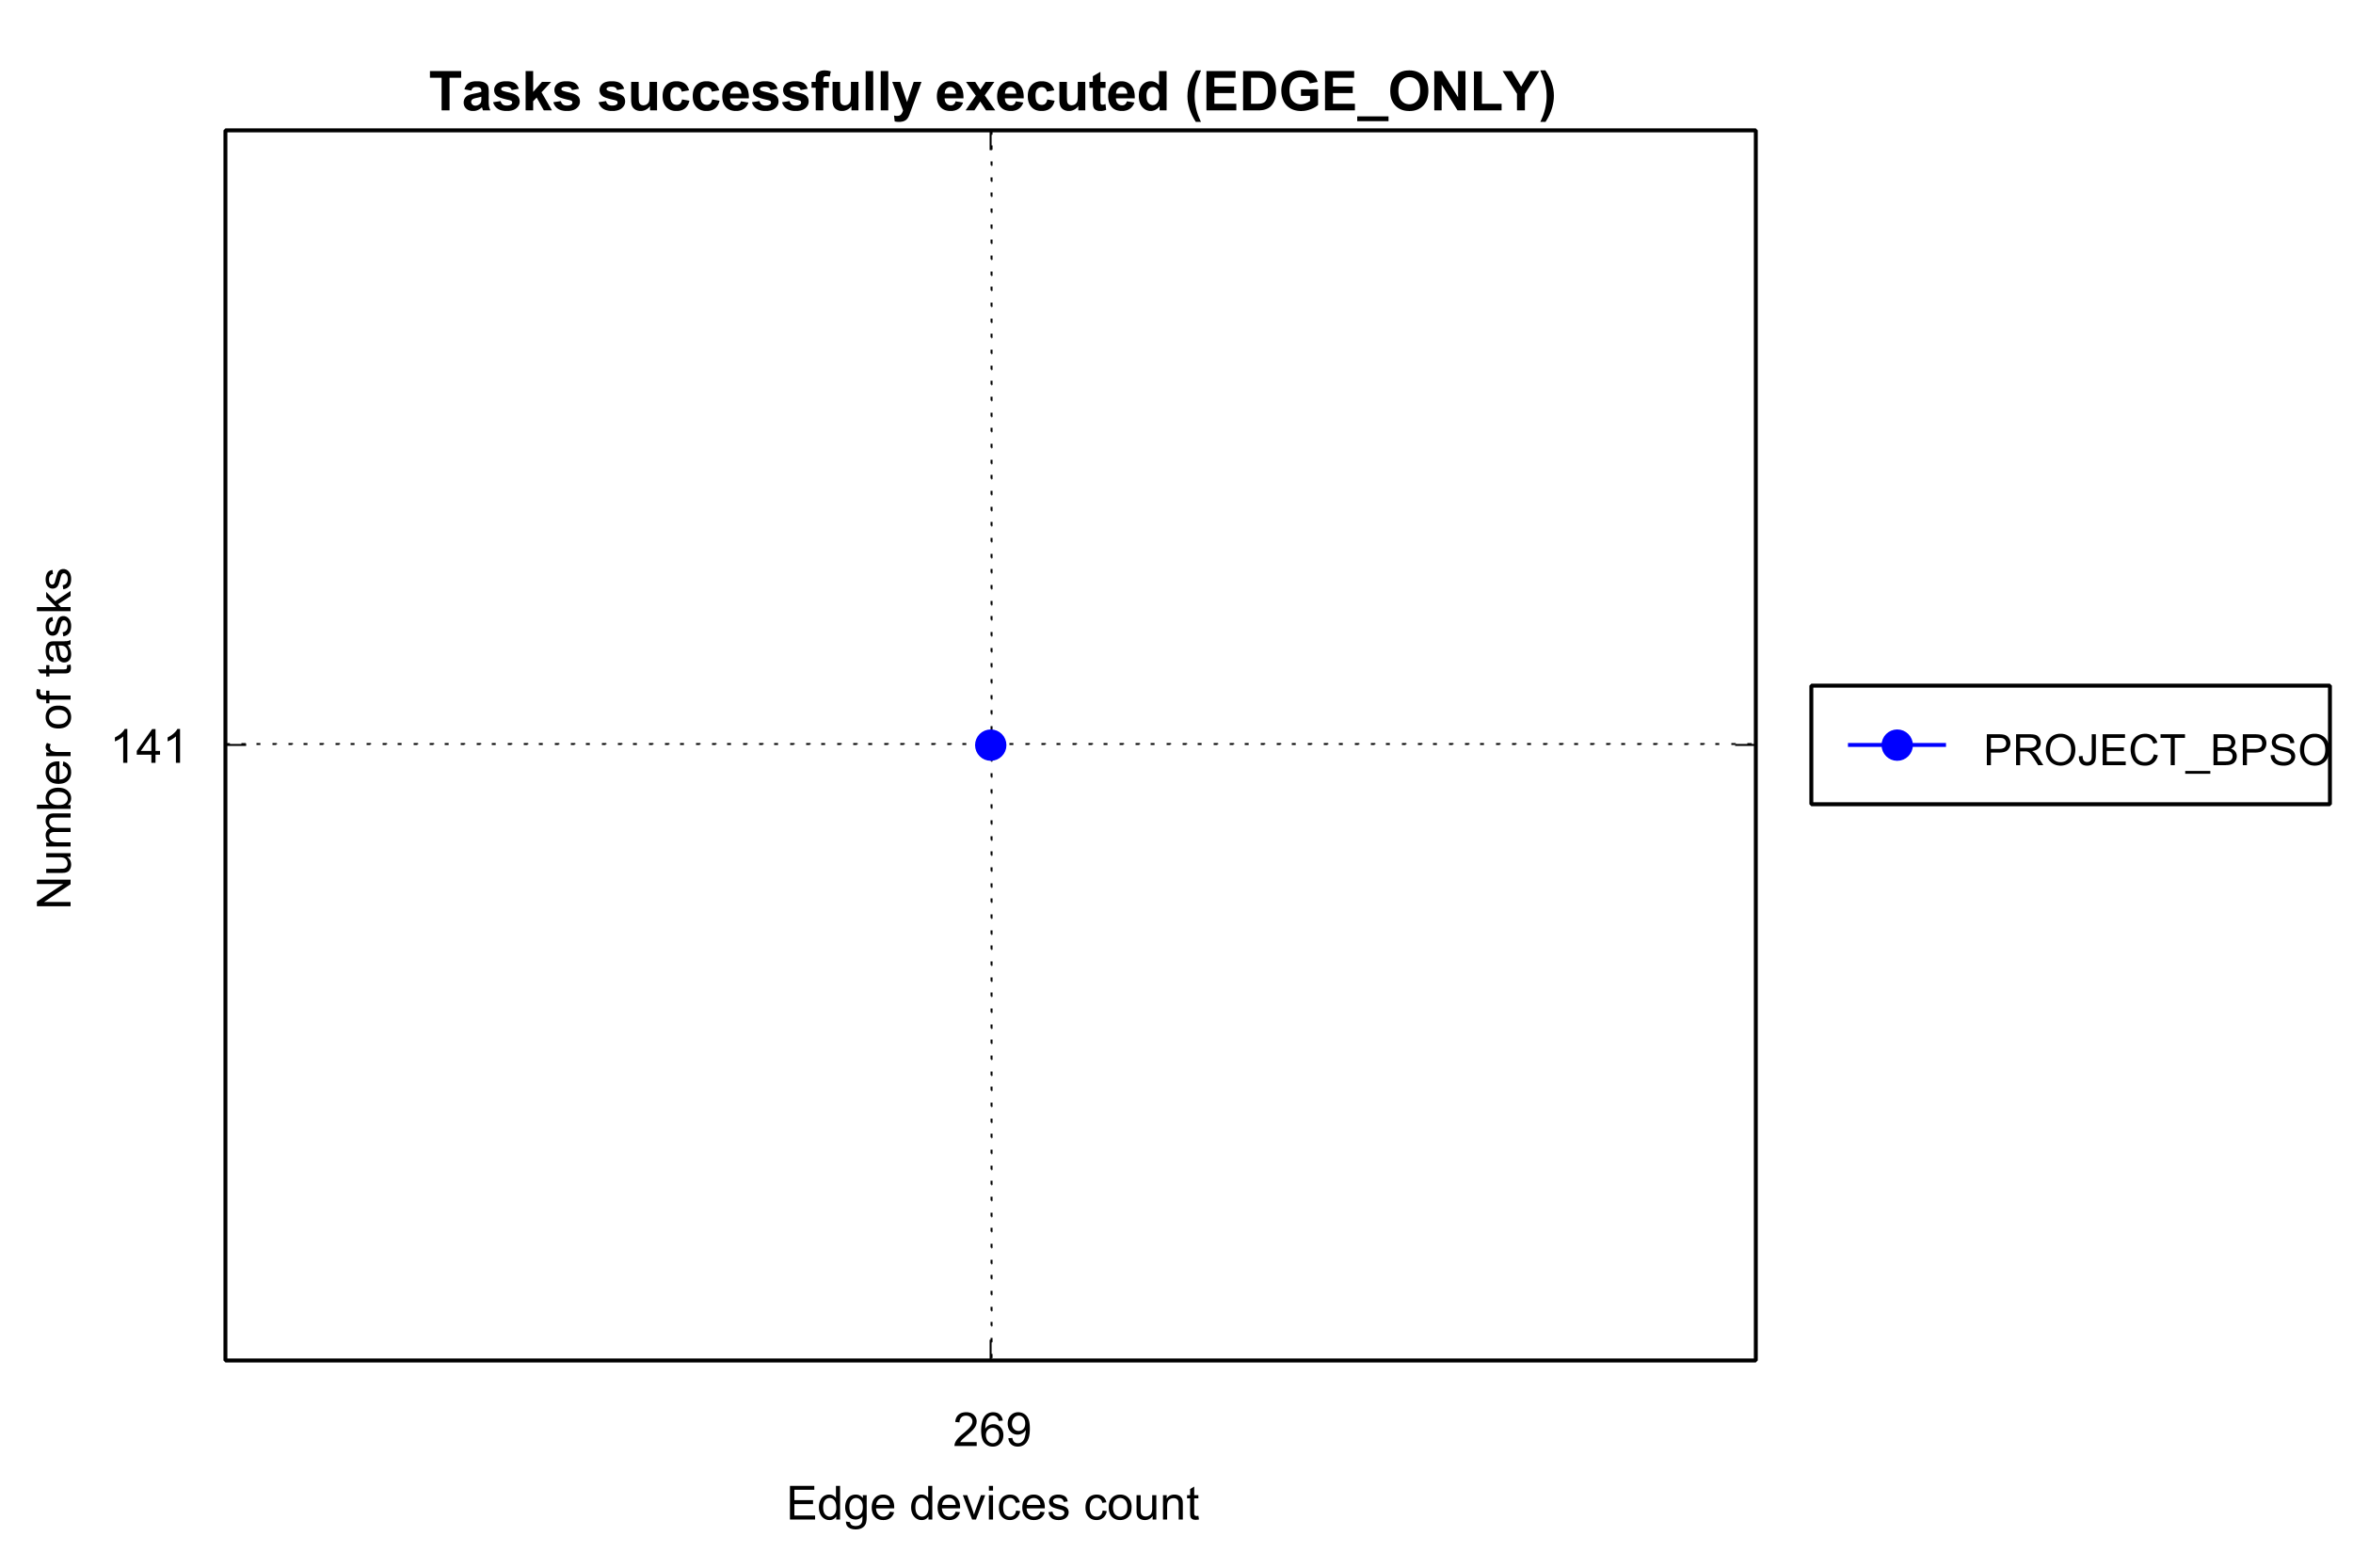 Tasks successfully executed (EDGE_ONLY)
Number of tasks
141
PROJECT_BPSO
269
Edge devices count